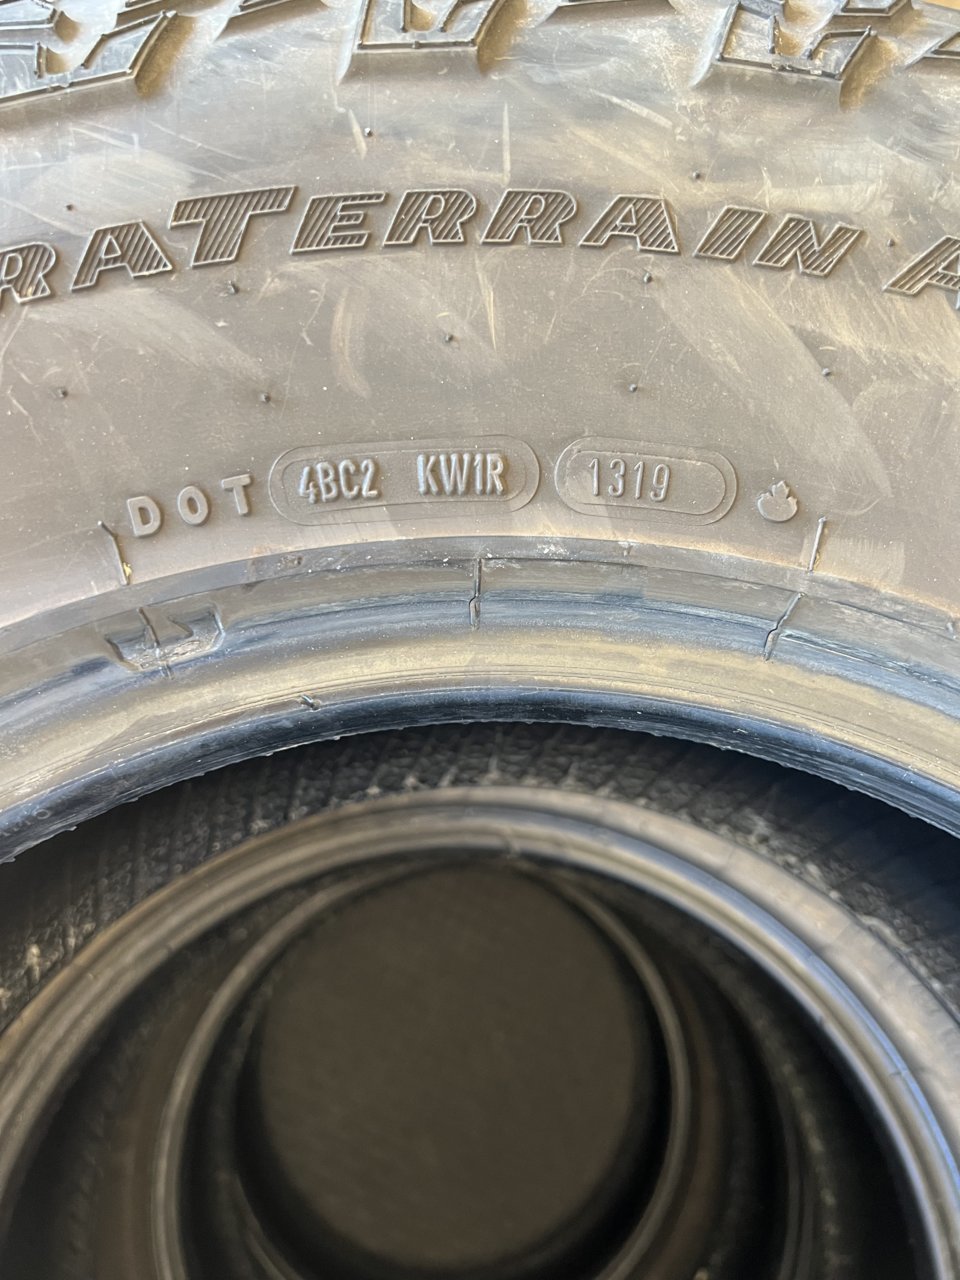 RATERRAIN A
DOT 4BC2 KW1R 1319